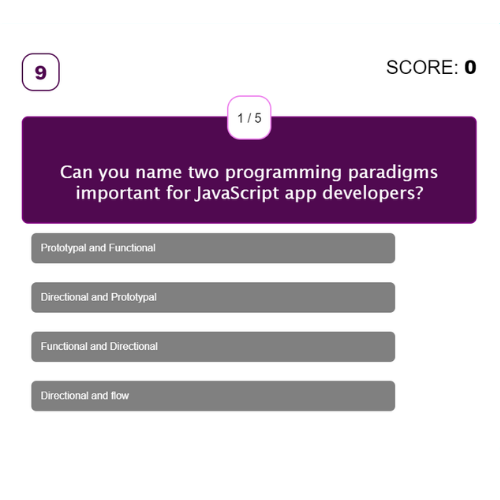 9
SCORE: 0
1 / 5
Can you name two programming paradigms
important for JavaScript app developers?
Prototypal and Functional
Directional and Prototypal
Functional and Directional
Directional and flow